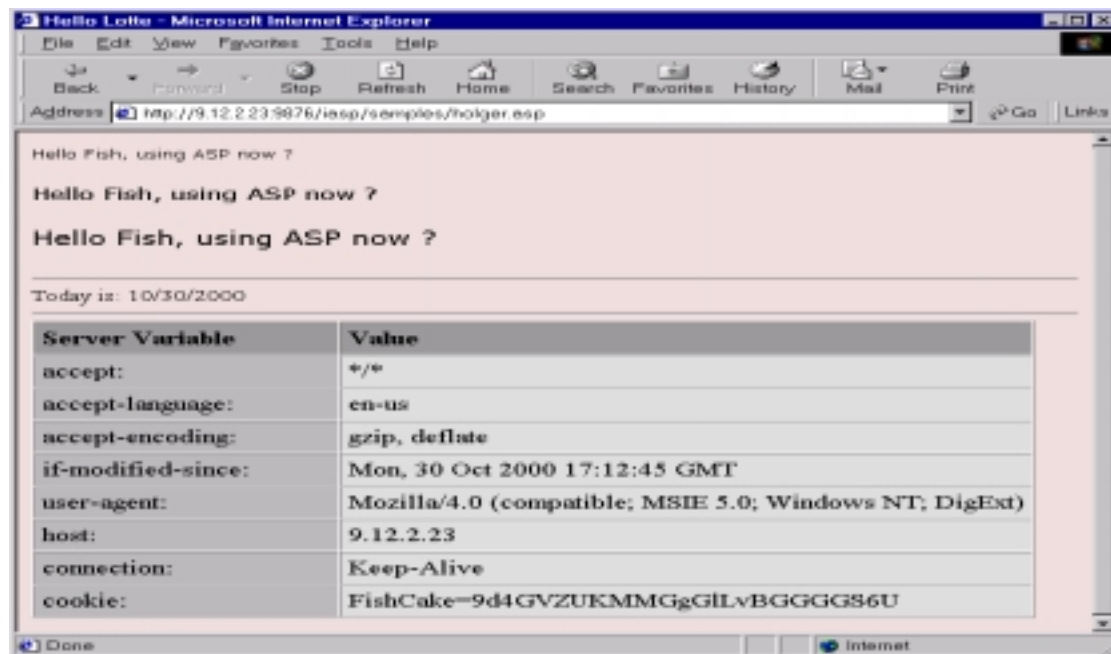 Hello Lotte - Microsoft Internet Explorer
File Edit View Favorites Tools Help
Back Forward Stop Refresh Home Search Favorites History Mail Print
Address http://9.12.2.23:9876/iasp/samples/holger.asp Go Links
Hello Fish, using ASP now ?
Hello Fish, using ASP now ?
Hello Fish, using ASP now ?
Today is: 10/30/2000
Server Variable Value
accept: */*
accept-language: en-us
accept-encoding: gzip, deflate
if-modified-since: Mon, 30 Oct 2000 17:12:45 GMT
user-agent: Mozilla/4.0 (compatible; MSIE 5.0; Windows NT; DigExt)
host: 9.12.2.23
connection: Keep-Alive
cookie: FishCake=9d4GVZUKMMGgGlLvBGGGGS6U
Done Internet